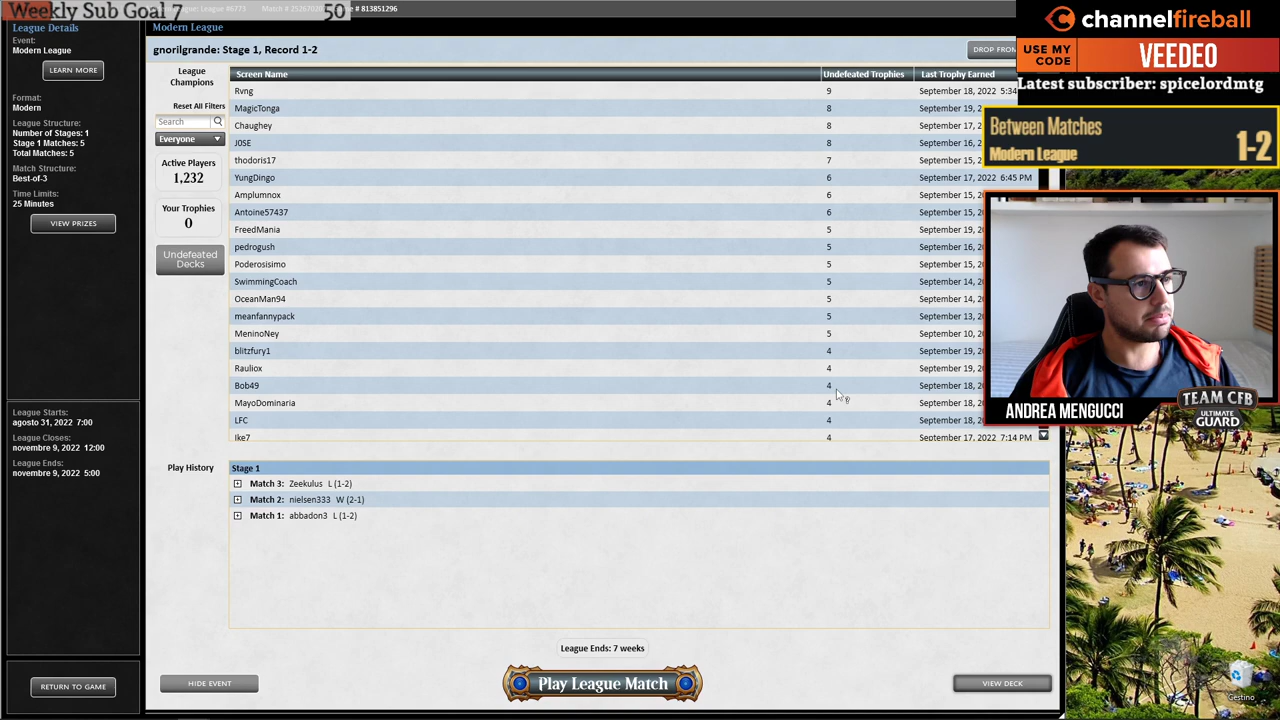 Weekly Sub Goal 7 50
League Details
Event:
Modern League
LEARN MORE
Format:
Modern
League Structure:
Number of Stages: 1
Stage 1 Matches: 5
Total Matches: 5
Match Structure:
Best-of-3
Time Limits:
25 Minutes
VIEW PRIZES
League Starts:
agosto 31, 2022 7:00
League Closes:
novembre 9, 2022 12:00
League Ends:
novembre 9, 2022 5:00
RETURN TO GAME
Modern League
gnorilgrande: Stage 1, Record 1-2
DROP FROM
League
Champions
Reset All Filters
Search
Everyone
Active Players
1,232
Your Trophies
0
Undefeated
Decks
Screen Name Undefeated Trophies Last Trophy Earned
Rvng 9 September 18, 2022 5:34
MagicTonga 8 September 19, 2
Chaughey 8 September 17, 2
J0SE 8 September 16, 2
thodoris17 7 September 15, 2
YungDingo 6 September 17, 2022 6:45 PM
Amplumnox 6 September 15, 2
Antoine57437 6 September 15, 2
FreedMania 5 September 19, 2
pedrogush 5 September 16, 2
Poderosisimo 5 September 15, 2
SwimmingCoach 5 September 14, 2
OceanMan94 5 September 14, 2
meanfannypack 5 September 13, 2
MeninoNey 5 September 10, 2
blitzfury1 4 September 19, 2
Rauliox 4 September 19, 2
Bob49 4 September 18, 2
MayoDominaria 4 September 18, 2
LFC 4 September 18, 2
Ike7 4 September 17, 2022 7:14 PM
Play History
Stage 1
Match 3: Zeekulus L (1-2)
Match 2: nielsen333 W (2-1)
Match 1: abbadon3 L (1-2)
League Ends: 7 weeks
HIDE EVENT
Play League Match
VIEW DECK
channelfireball
USE MY
CODE
VEEDEO
Latest subscriber: spicelordmtg
Between Matches
Modern League
1-2
ANDREA MENGUCCI
TEAM CFB
ULTIMATE
GUARD
Cestino